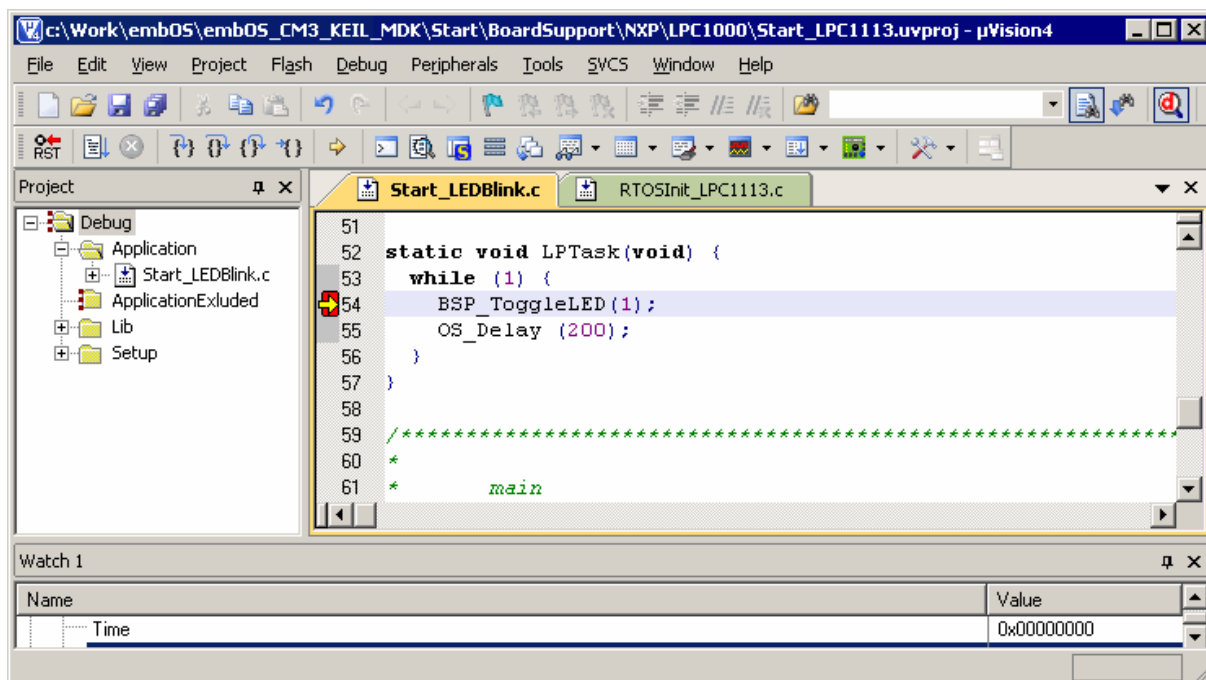 c:\Work\embOS\embOS_CM3_KEIL_MDK\Start\BoardSupport\NXP\LPC1000\Start_LPC1113.uvproj - µVision4
File Edit View Project Flash Debug Peripherals Tools SVCS Window Help
RST
Project
Start_LEDBlink.c RTOSInit_LPC1113.c
Debug
Application
Start_LEDBlink.c
ApplicationExluded
Lib
Setup
51
52 static void LPTask(void) {
53 while (1) {
54 BSP_ToggleLED(1);
55 OS_Delay (200);
56 }
57 }
58
59 /************************************************************
60 *
61 * main
Watch 1
Name Value
Time 0x00000000